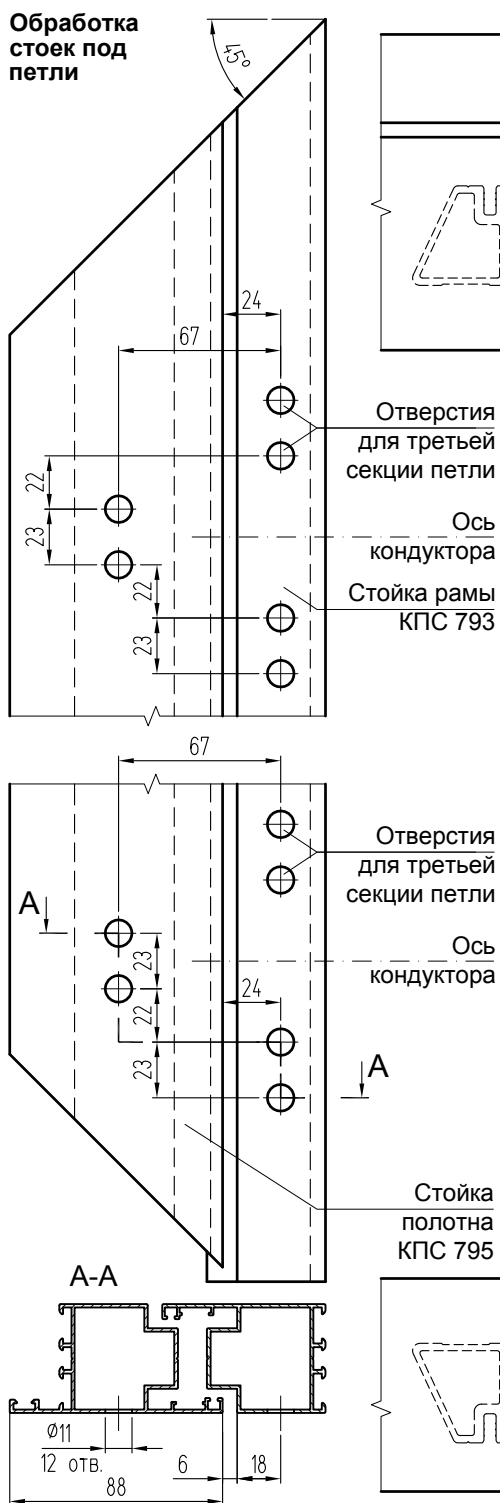 Обработка
стоек под
петли
45°
24
67
Отверстия
для третьей
секции петли
22
23
Ось
кондуктора
22
Стойка рамы
КПС 793
23
67
Отверстия
для третьей
секции петли
А
23
Ось
кондуктора
24
22
23
А
Стойка
полотна
КПС 795
А-А
Ø11
12 отв.
6
18
88